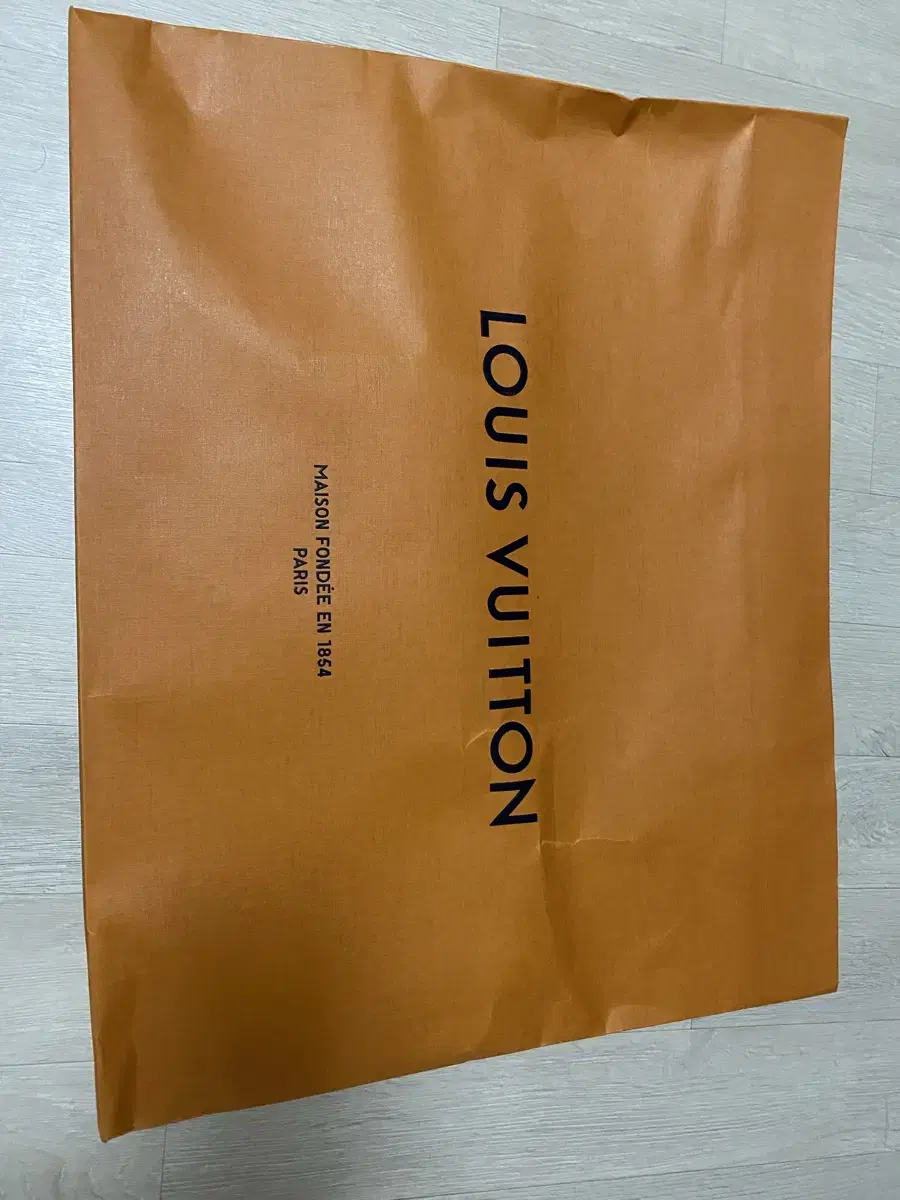 LOUIS VUITTON
MAISON FONDÉE EN 1854
PARIS